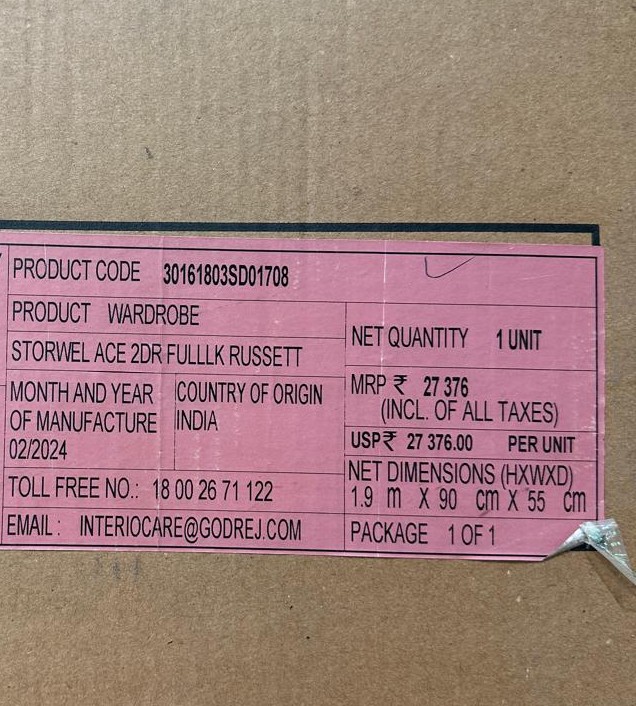 PRODUCT CODE 30161803SD01708
PRODUCT WARDROBE
STORWEL ACE 2DR FULLLK RUSSETT
MONTH AND YEAR
OF MANUFACTURE
02/2024
COUNTRY OF ORIGIN
INDIA
TOLL FREE NO.: 18 00 26 71 122
EMAIL : INTERIOCARE@GODREJ.COM
NET QUANTITY 1 UNIT
MRP ₹ 27 376
(INCL. OF ALL TAXES)
USP₹ 27 376.00 PER UNIT
NET DIMENSIONS (HXWXD)
1.9 m X 90 cm X 55 cm
PACKAGE 1 OF 1